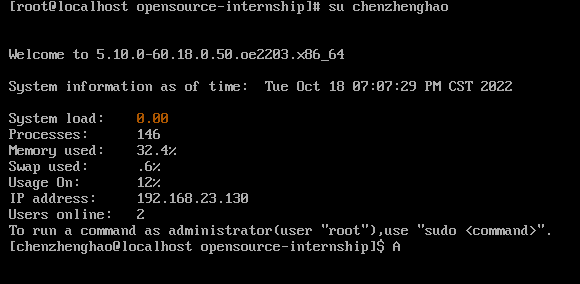 [root@localhost opensource-internship]# su chenzhenghao
Welcome to 5.10.0-60.18.0.50.oe2203.x86_64
System information as of time:  Tue Oct 18 07:07:29 PM CST 2022
System load:    0.00
Processes:      146
Memory used:    32.4%
Swap used:      .6%
Usage On:       12%
IP address:     192.168.23.130
Users online:   2
To run a command as administrator(user "root"),use "sudo <command>".
[chenzhenghao@localhost opensource-internship]$ A